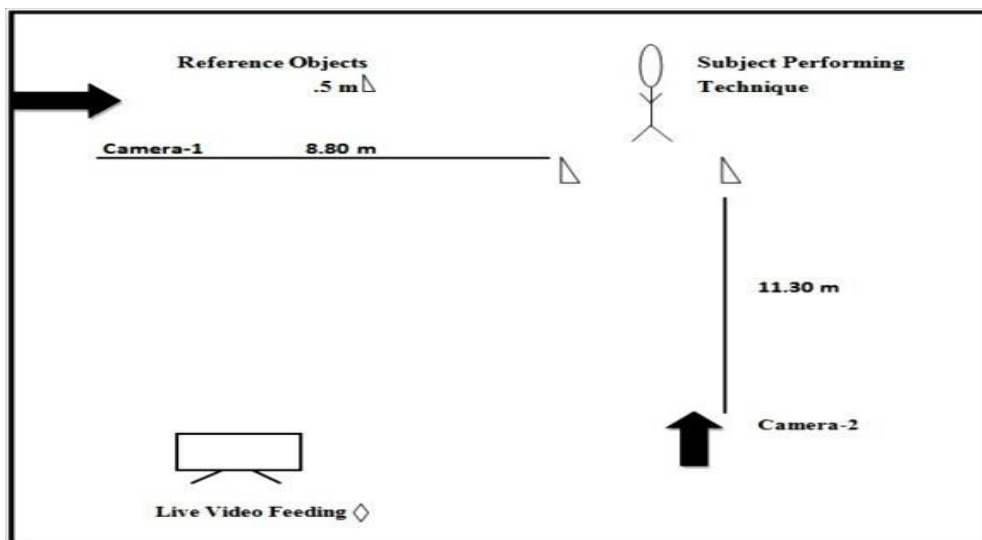 Reference Objects
.5 m
Subject Performing
Technique
Camera-1 8.80 m
11.30 m
Camera-2
Live Video Feeding